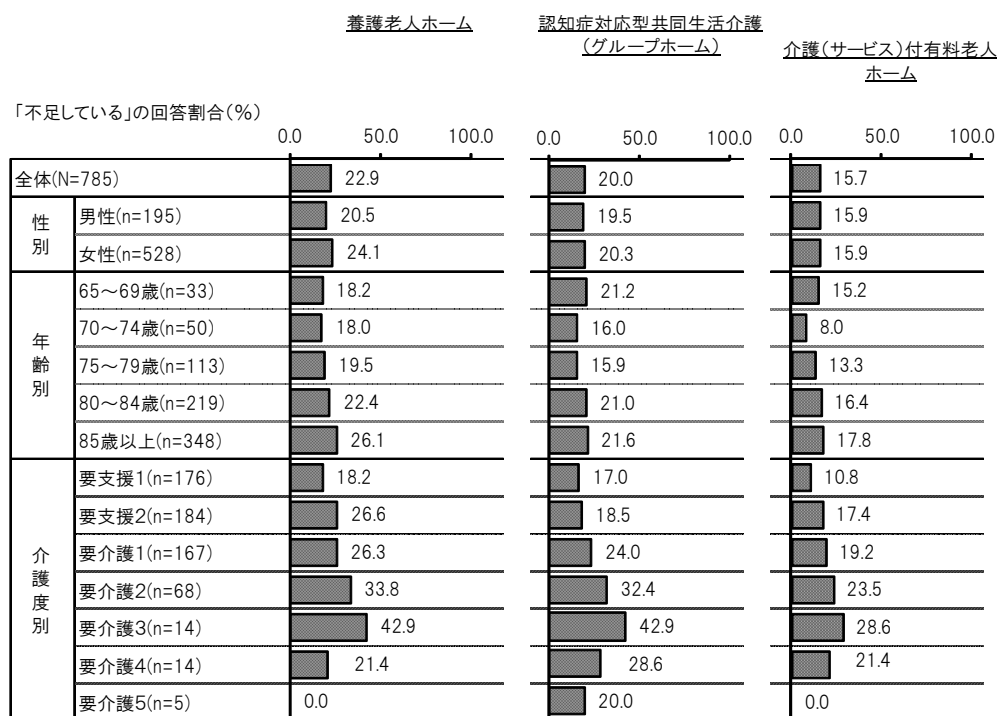 養護老人ホーム
認知症対応型共同生活介護
(グループホーム)
介護(サービス)付有料老人
ホーム
「不足している」の回答割合(%)
0.0 50.0 100.0 0.0 50.0 100.0 0.0 50.0 100.0
全体(N=785) 22.9 20.0 15.7
性別
男性(n=195) 20.5 19.5 15.9
女性(n=528) 24.1 20.3 15.9
年齢別
65～69歳(n=33) 18.2 21.2 15.2
70～74歳(n=50) 18.0 16.0 8.0
75～79歳(n=113) 19.5 15.9 13.3
80～84歳(n=219) 22.4 21.0 16.4
85歳以上(n=348) 26.1 21.6 17.8
介護度別
要支援1(n=176) 18.2 17.0 10.8
要支援2(n=184) 26.6 18.5 17.4
要介護1(n=167) 26.3 24.0 19.2
要介護2(n=68) 33.8 32.4 23.5
要介護3(n=14) 42.9 42.9 28.6
要介護4(n=14) 21.4 28.6 21.4
要介護5(n=5) 0.0 20.0 0.0